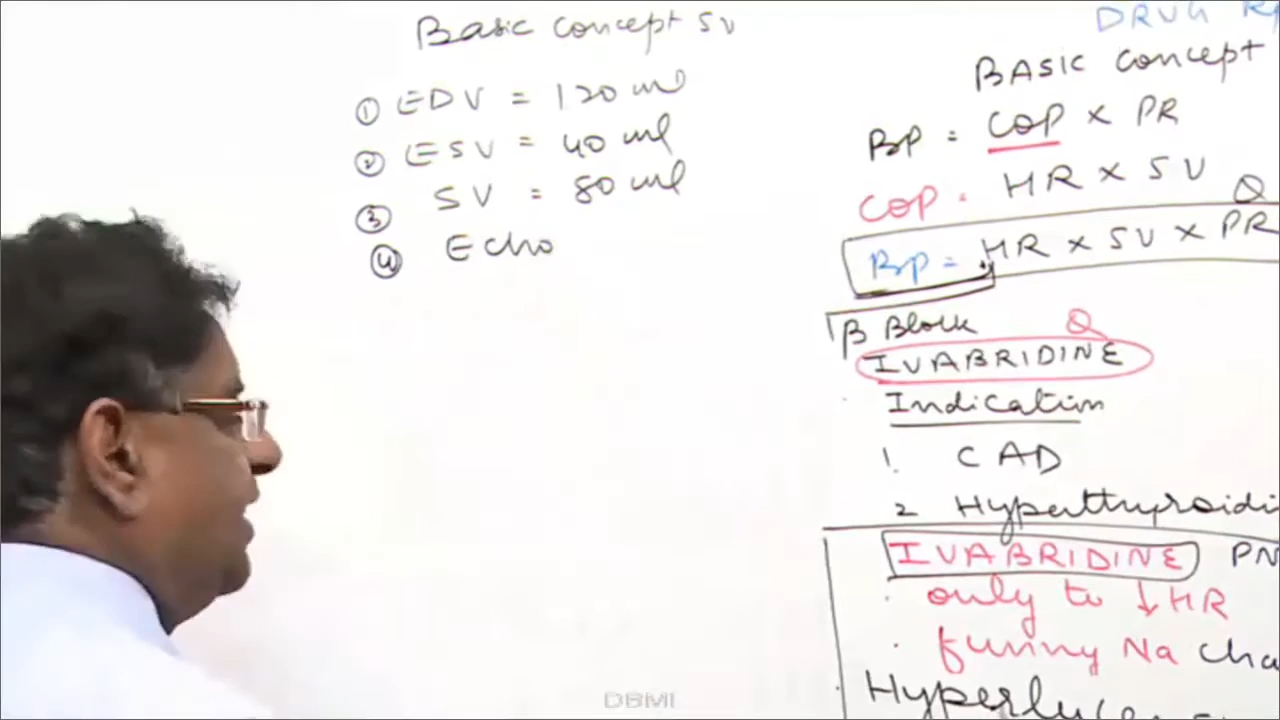 Basic concept SV
① EDV = 120 ml
② ESV = 40 ml
③ SV = 80 ml
④ Echo
DRUG
BASIC concept
BP = COP × PR
COP = HR × SV Q
BP = HR × SV × PR
β Block Q
IVABRIDINE
Indication
1. CAD
2 Hyperthyroidi
IVABRIDINE PN
only to ↓ HR
funny Na cha
DBMI